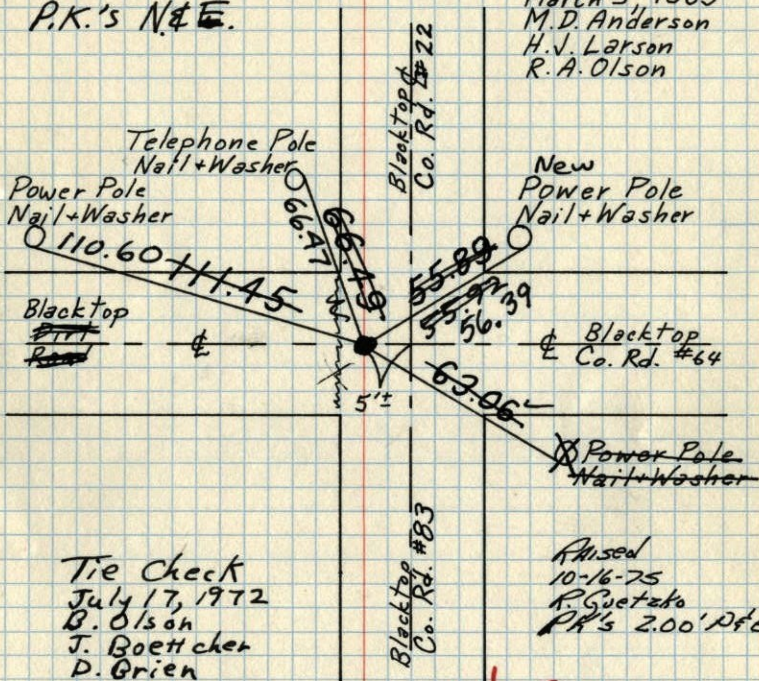 P.K.'s N.& E.
M.D. Anderson
H.J. Larson
R.A. Olson
Blacktop
Co. Rd. #22
Telephone Pole
Nail + Washer
Power Pole
Nail + Washer
New
Power Pole
Nail + Washer
110.60
111.45
66.47
66.49
55.89
55.92
56.39
Blacktop
Dirt
Road
℄
℄
Blacktop
Co. Rd. #64
63.06
5'±
Power Pole
Nail + Washer
Blacktop
Co. Rd. #83
Tie Check
July 17, 1972
B. Olson
J. Boettcher
D. Brien
Raised
10-16-75
R. Guetzko
PK's 2.00'